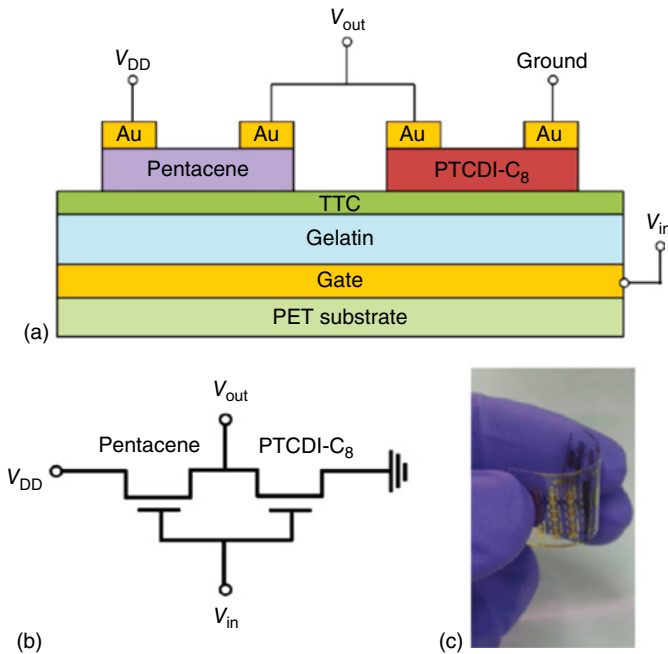 V_out
V_DD
Ground
Au Au Au Au
Pentacene PTCDI-C₈
TTC
Gelatin
V_in
Gate
PET substrate
(a)
V_out
Pentacene PTCDI-C₈
V_DD
V_in
(b) (c)